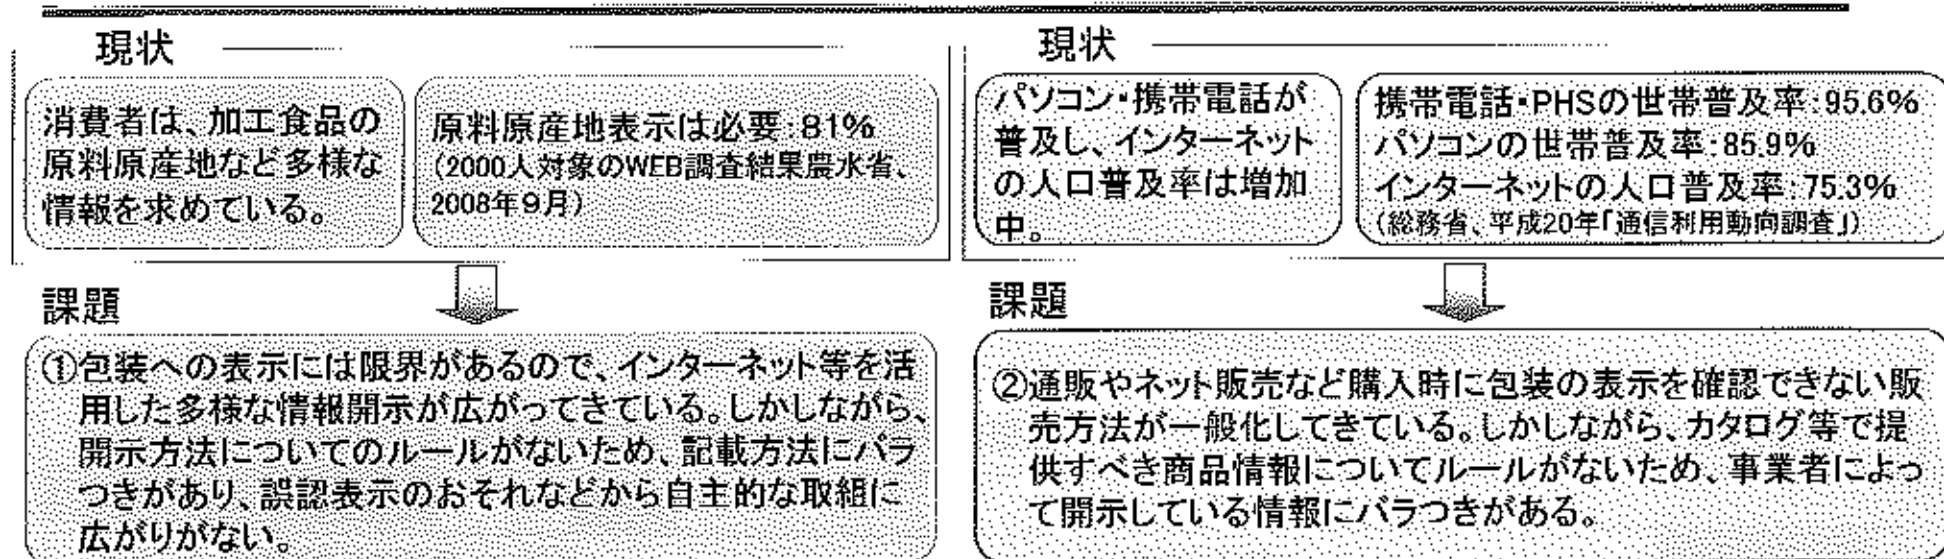 現状
消費者は、加工食品の
原料原産地など多様な
情報を求めている。
原料原産地表示は必要:81%
(2000人対象のWEB調査結果農水省、
2008年9月)
課題
①包装への表示には限界があるので、インターネット等を活
用した多様な情報開示が広がってきている。しかしながら、
開示方法についてのルールがないため、記載方法にバラ
つきがあり、誤認表示のおそれなどから自主的な取組に
広がりがない。
現状
パソコン・携帯電話が
普及し、インターネット
の人口普及率は増加
中。
携帯電話・PHSの世帯普及率:95.6%
パソコンの世帯普及率:85.9%
インターネットの人口普及率:75.3%
(総務省、平成20年「通信利用動向調査」)
課題
②通販やネット販売など購入時に包装の表示を確認できない販
売方法が一般化してきている。しかしながら、カタログ等で提
供すべき商品情報についてルールがないため、事業者によっ
て開示している情報にバラつきがある。